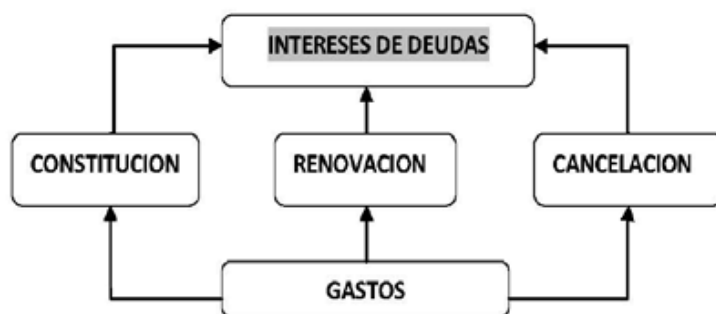 INTERESES DE DEUDAS
CONSTITUCION
RENOVACION
CANCELACION
GASTOS